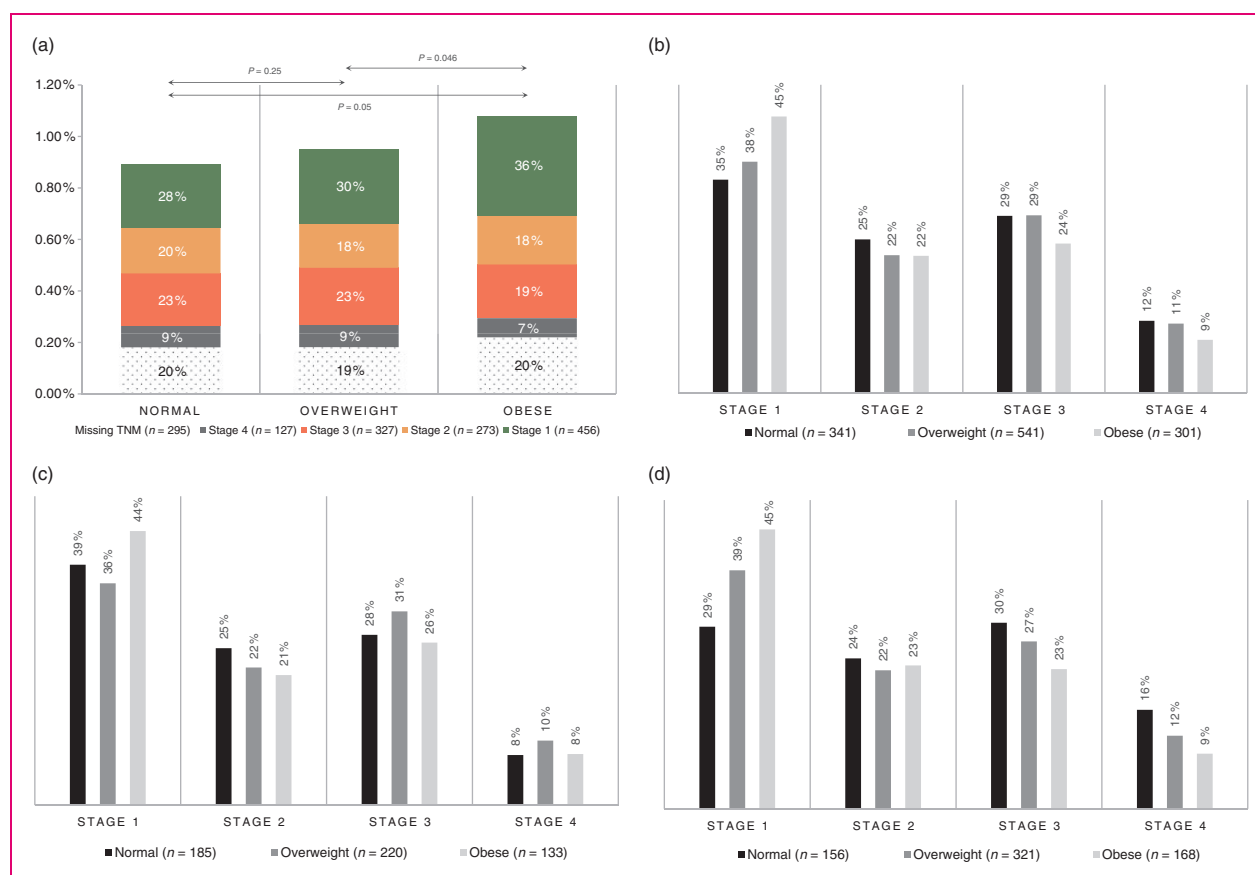 (a)
P = 0.046
P = 0.25
P = 0.05
1.20%
1.00%
0.80%
0.60%
0.40%
0.20%
0.00%
28%
20%
23%
9%
20%
30%
18%
23%
9%
19%
36%
18%
19%
7%
20%
NORMAL OVERWEIGHT OBESE
Missing TNM (n = 295) Stage 4 (n = 127) Stage 3 (n = 327) Stage 2 (n = 273) Stage 1 (n = 456)
(b)
35% 38% 45%
25% 22% 22%
29% 29% 24%
12% 11% 9%
STAGE 1 STAGE 2 STAGE 3 STAGE 4
Normal (n = 341) Overweight (n = 541) Obese (n = 301)
(c)
39% 36% 44%
25% 22% 21%
28% 31% 26%
8% 10% 8%
STAGE 1 STAGE 2 STAGE 3 STAGE 4
Normal (n = 185) Overweight (n = 220) Obese (n = 133)
(d)
29% 39% 45%
24% 22% 23%
30% 27% 23%
16% 12% 9%
STAGE 1 STAGE 2 STAGE 3 STAGE 4
Normal (n = 156) Overweight (n = 321) Obese (n = 168)